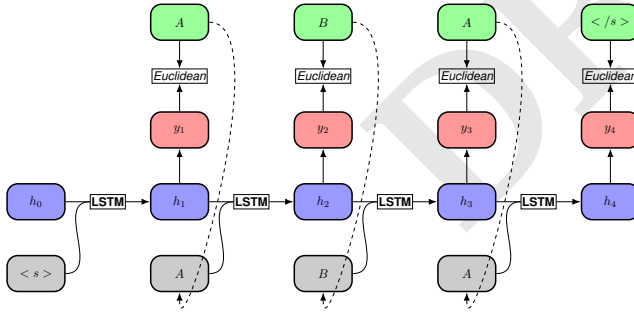 A B A </s>
Euclidean Euclidean Euclidean Euclidean
y₁ y₂ y₃ y₄
h₀ LSTM h₁ LSTM h₂ LSTM h₃ LSTM h₄
<s> A B A